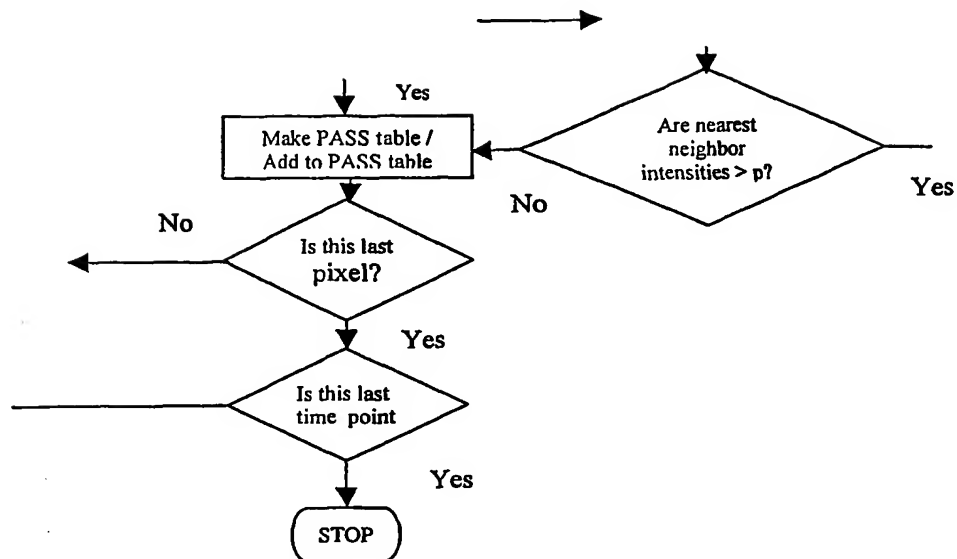 Yes
Make PASS table /
Add to PASS table
Are nearest
neighbor
intensities > p?
Yes
No
No
Is this last
pixel?
Yes
Is this last
time point
Yes
STOP